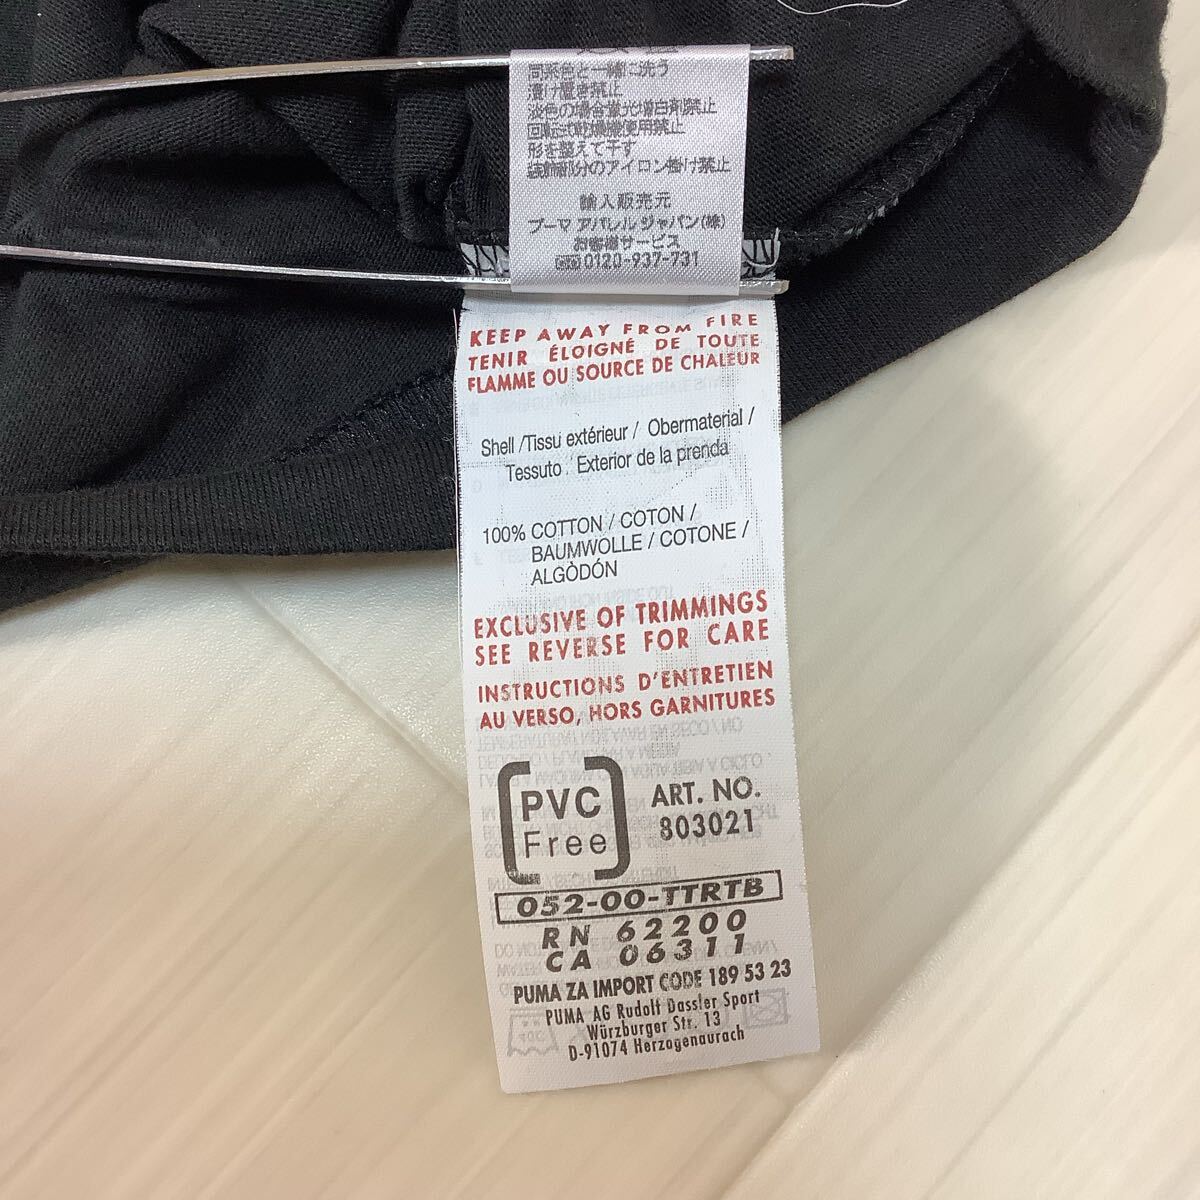 同系色と一緒に洗う
漬け置き禁止
淡色の場合蛍光増白剤禁止
回転式乾燥機使用禁止
形を整えて干す
装飾部分のアイロン掛け禁止
輸入販売元
プーマ アパレル ジャパン(株)
お客様サービス
0120-937-731
KEEP AWAY FROM FIRE
TENIR ÉLOIGNÉ DE TOUTE
FLAMME OU SOURCE DE CHALEUR
Shell /Tissu extérieur / Obermaterial /
Tessuto . Exterior de la prenda
100% COTTON / COTON /
BAUMWOLLE / COTONE /
ALGÒDÓN
EXCLUSIVE OF TRIMMINGS
SEE REVERSE FOR CARE
INSTRUCTIONS D'ENTRETIEN
AU VERSO, HORS GARNITURES
PVC
Free
ART. NO.
803021
052-00-TTRTB
RN 62200
CA 06311
PUMA ZA IMPORT CODE 189 53 23
PUMA AG Rudolf Dassler Sport
Würzburger Str. 13
D-91074 Herzogenaurach